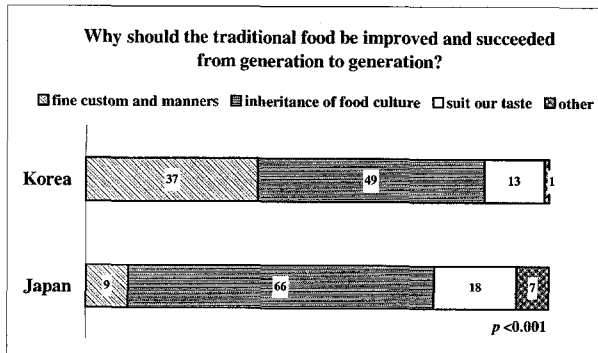 Why should the traditional food be improved and succeeded
from generation to generation?
fine custom and manners inheritance of food culture suit our taste other
Korea 37 49 13 1
Japan 9 66 18 7
p <0.001